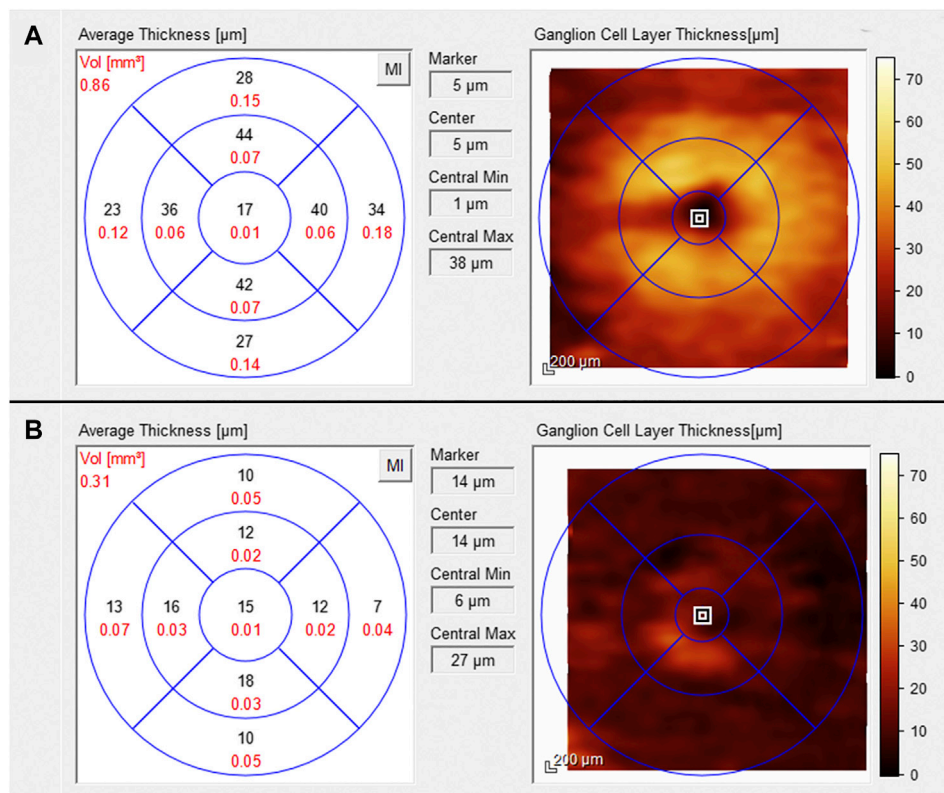 A
Average Thickness [µm]
Vol [mm³]
0.86
MI
28
0.15
44
0.07
23
0.12
36
0.06
17
0.01
40
0.06
34
0.18
42
0.07
27
0.14
Marker
5 µm
Center
5 µm
Central Min
1 µm
Central Max
38 µm
Ganglion Cell Layer Thickness[µm]
200 µm
70
60
50
40
30
20
10
0
B
Average Thickness [µm]
Vol [mm³]
0.31
MI
10
0.05
12
0.02
13
0.07
16
0.03
15
0.01
12
0.02
7
0.04
18
0.03
10
0.05
Marker
14 µm
Center
14 µm
Central Min
6 µm
Central Max
27 µm
Ganglion Cell Layer Thickness[µm]
200 µm
70
60
50
40
30
20
10
0